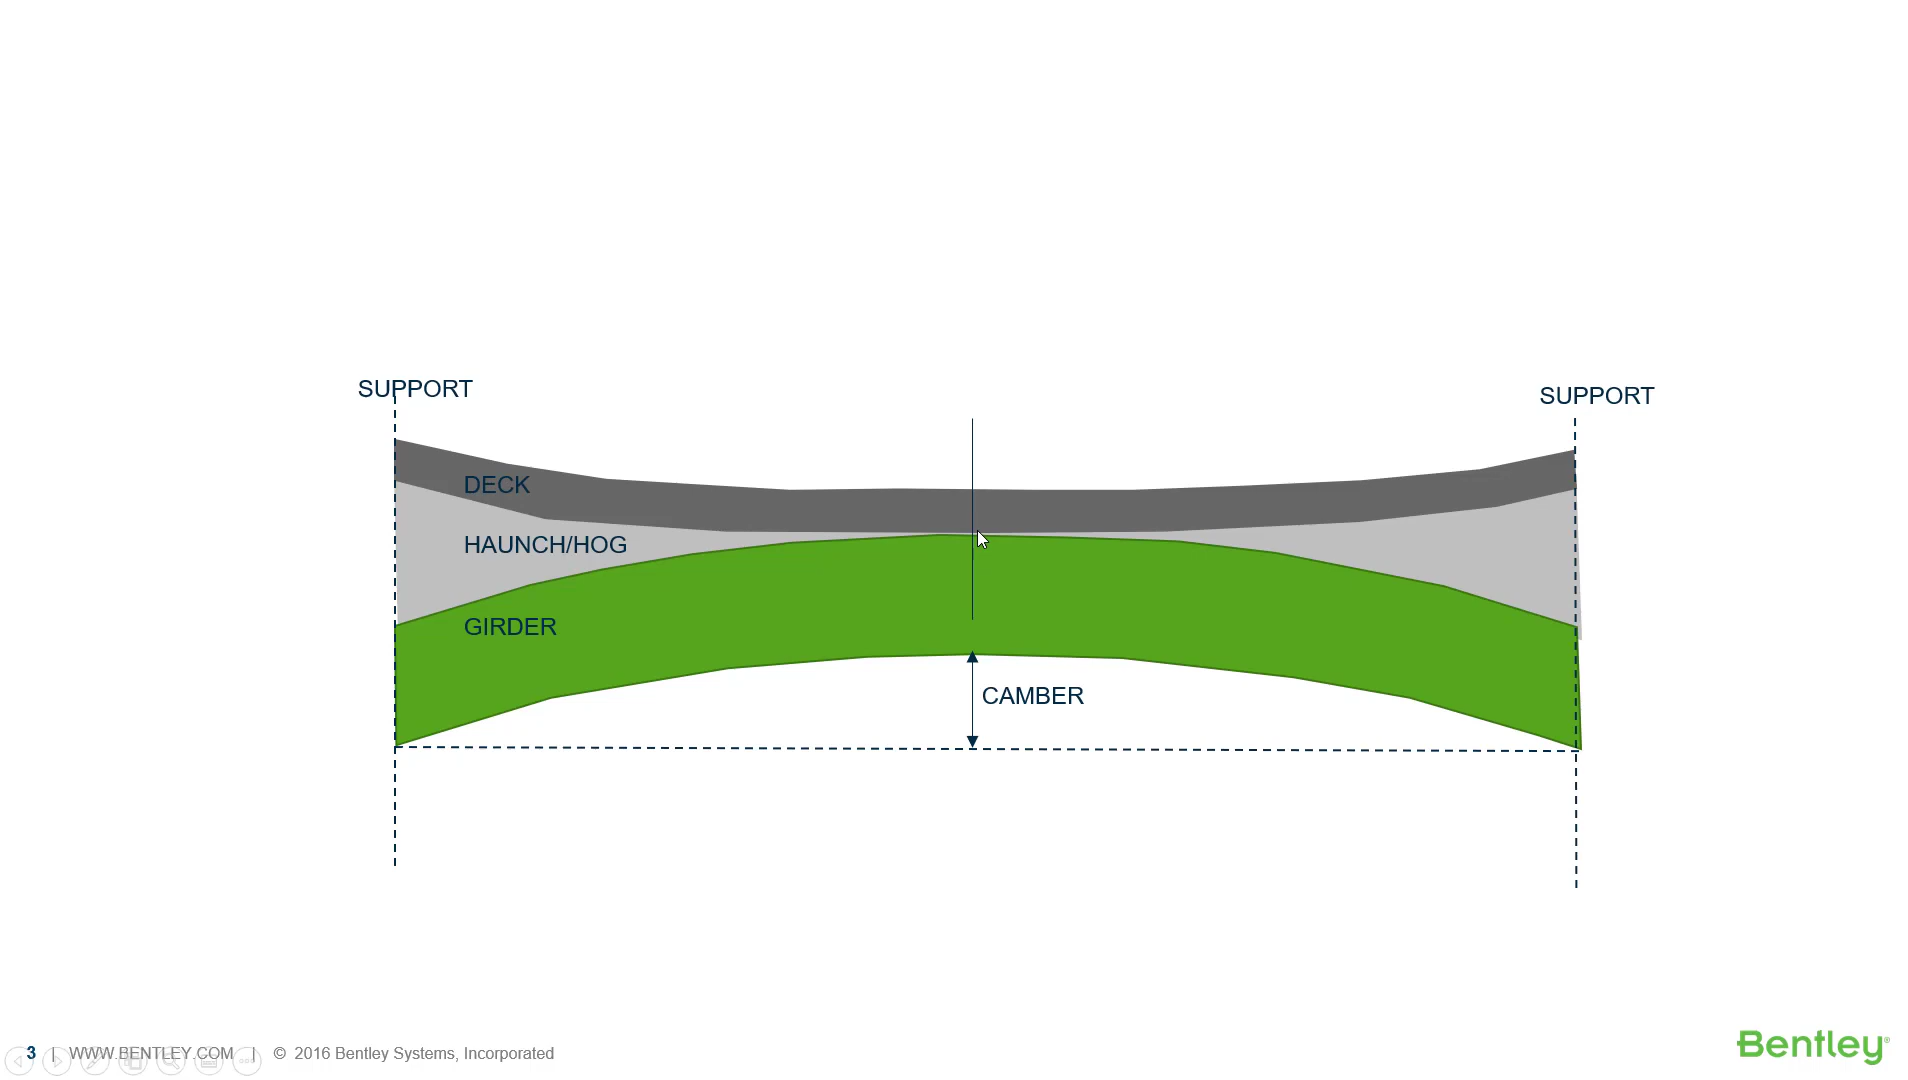 SUPPORT
SUPPORT
DECK
HAUNCH/HOG
GIRDER
CAMBER
3 | WWW.BENTLEY.COM | © 2016 Bentley Systems, Incorporated
Bentley®